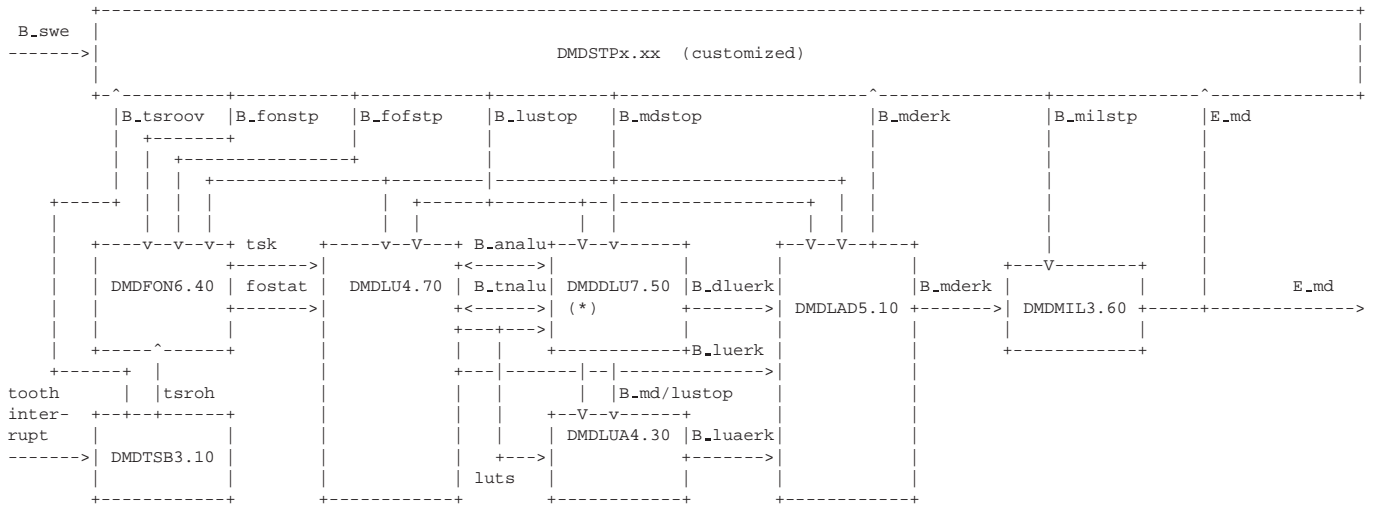 B_swe
DMDSTPx.xx (customized)
B_tsroov B_fonstp B_fofstp B_lustop B_mdstop B_mderk B_milstp E_md
tsk B_analu
DMDFON6.40 fostat DMDLU4.70 B_tnalu DMDDLU7.50 B_dluerk B_mderk E_md
(*) DMDLAD5.10 DMDMIL3.60
B_luerk
tooth tsroh B_md/lustop
inter-
rupt DMDLUA4.30 B_luaerk
DMDTSB3.10
luts